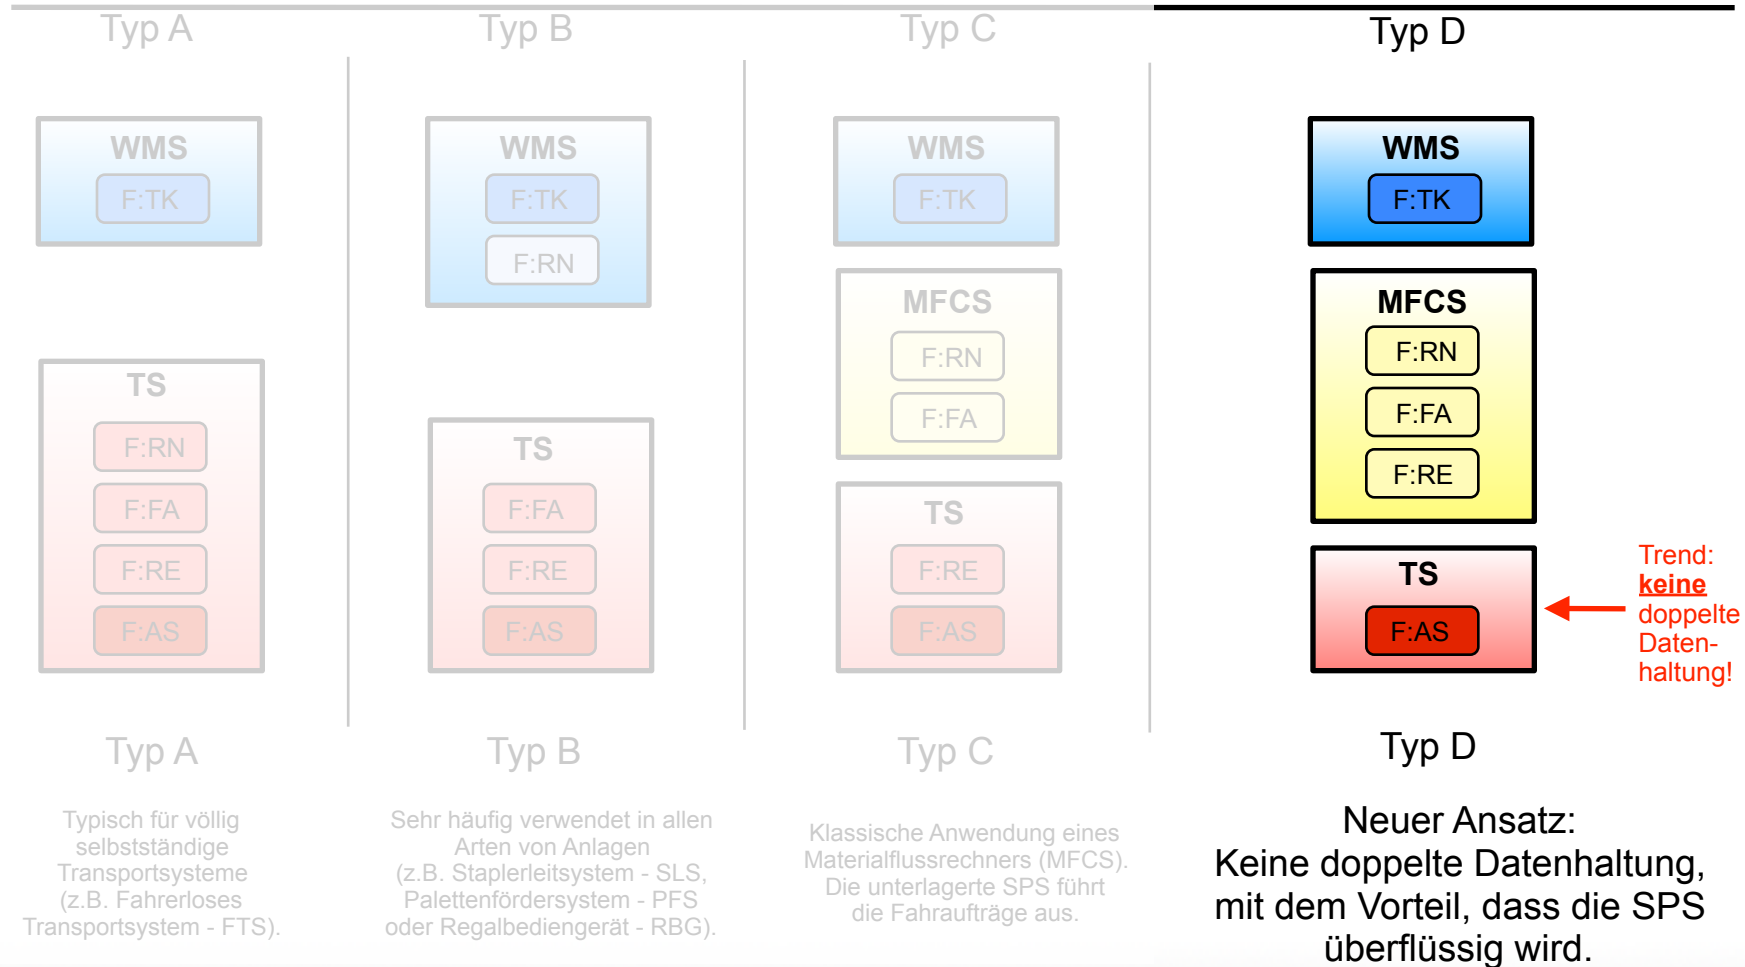 Typ A
Typ B
Typ C
Typ D
WMS
F:TK
TS
F:RN
F:FA
F:RE
F:AS
WMS
F:TK
F:RN
TS
F:FA
F:RE
F:AS
WMS
F:TK
MFCS
F:RN
F:FA
TS
F:RE
F:AS
WMS
F:TK
MFCS
F:RN
F:FA
F:RE
TS
F:AS
Trend:
keine
doppelte
Daten-
haltung!
Typ A
Typisch für völlig
selbstständige
Transportsysteme
(z.B. Fahrerloses
Transportsystem - FTS).
Typ B
Sehr häufig verwendet in allen
Arten von Anlagen
(z.B. Staplerleitsystem - SLS,
Palettenfördersystem - PFS
oder Regalbediengerät - RBG).
Typ C
Klassische Anwendung eines
Materialflussrechners (MFCS).
Die unterlagerte SPS führt
die Fahraufträge aus.
Typ D
Neuer Ansatz:
Keine doppelte Datenhaltung,
mit dem Vorteil, dass die SPS
überflüssig wird.